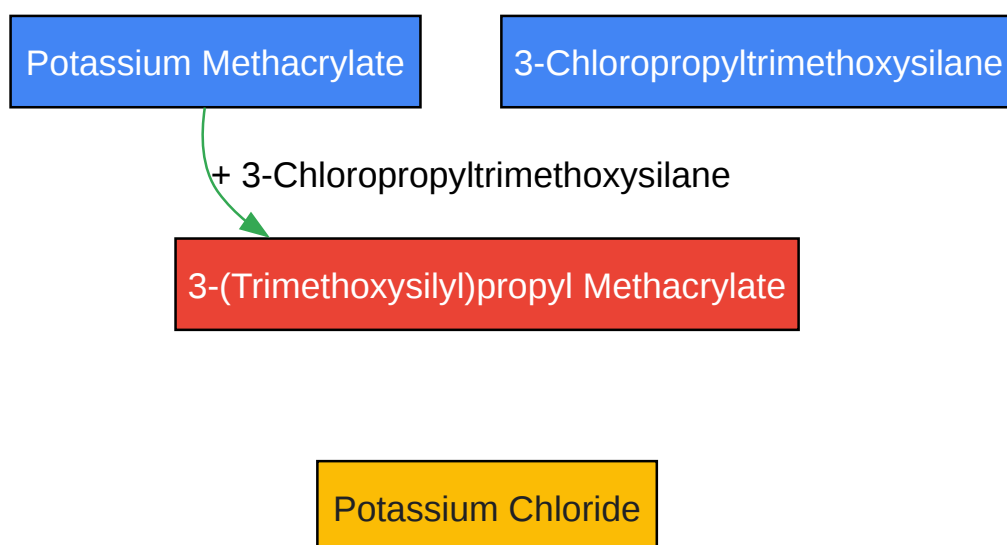 Potassium Methacrylate
3-Chloropropyltrimethoxysilane
+ 3-Chloropropyltrimethoxysilane
3-(Trimethoxysilyl)propyl Methacrylate
Potassium Chloride